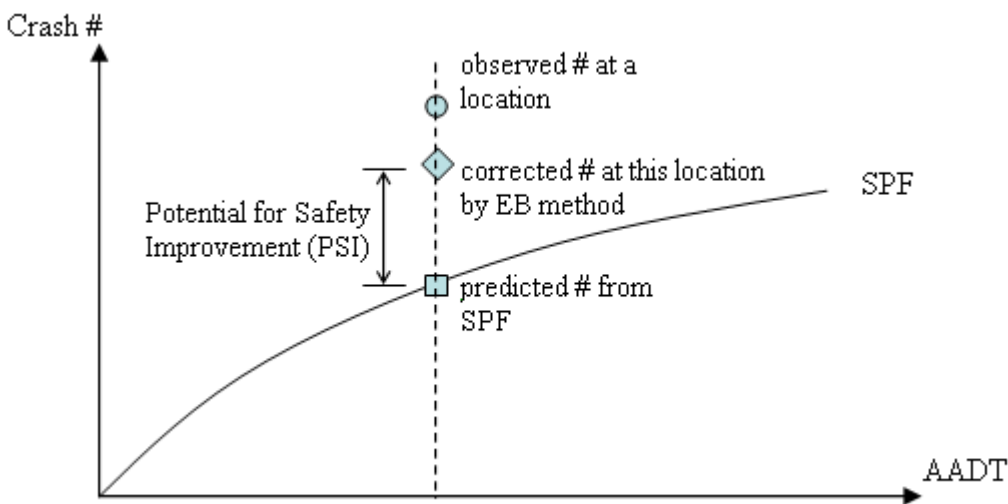 Crash #
observed # at a
location
corrected # at this location
by EB method
SPF
Potential for Safety
Improvement (PSI)
predicted # from
SPF
AADT